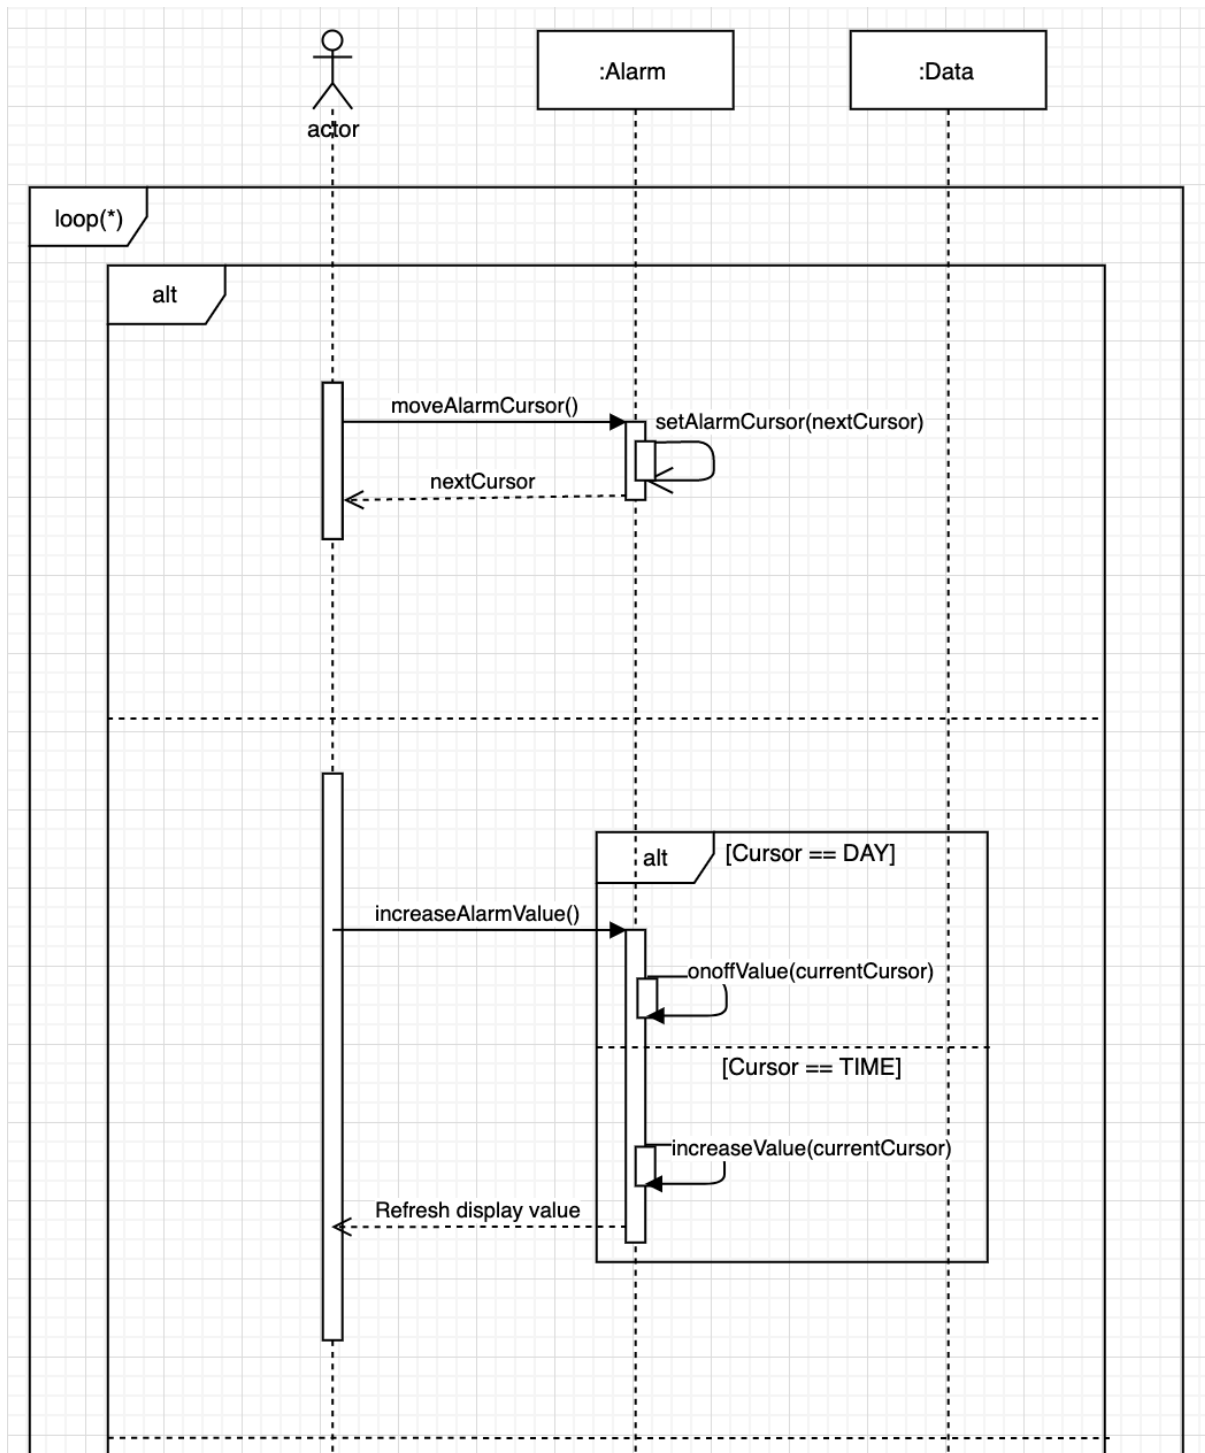 actor
:Alarm
:Data
loop(*)
alt
moveAlarmCursor()
setAlarmCursor(nextCursor)
nextCursor
alt
[Cursor == DAY]
increaseAlarmValue()
onoffValue(currentCursor)
[Cursor == TIME]
increaseValue(currentCursor)
Refresh display value